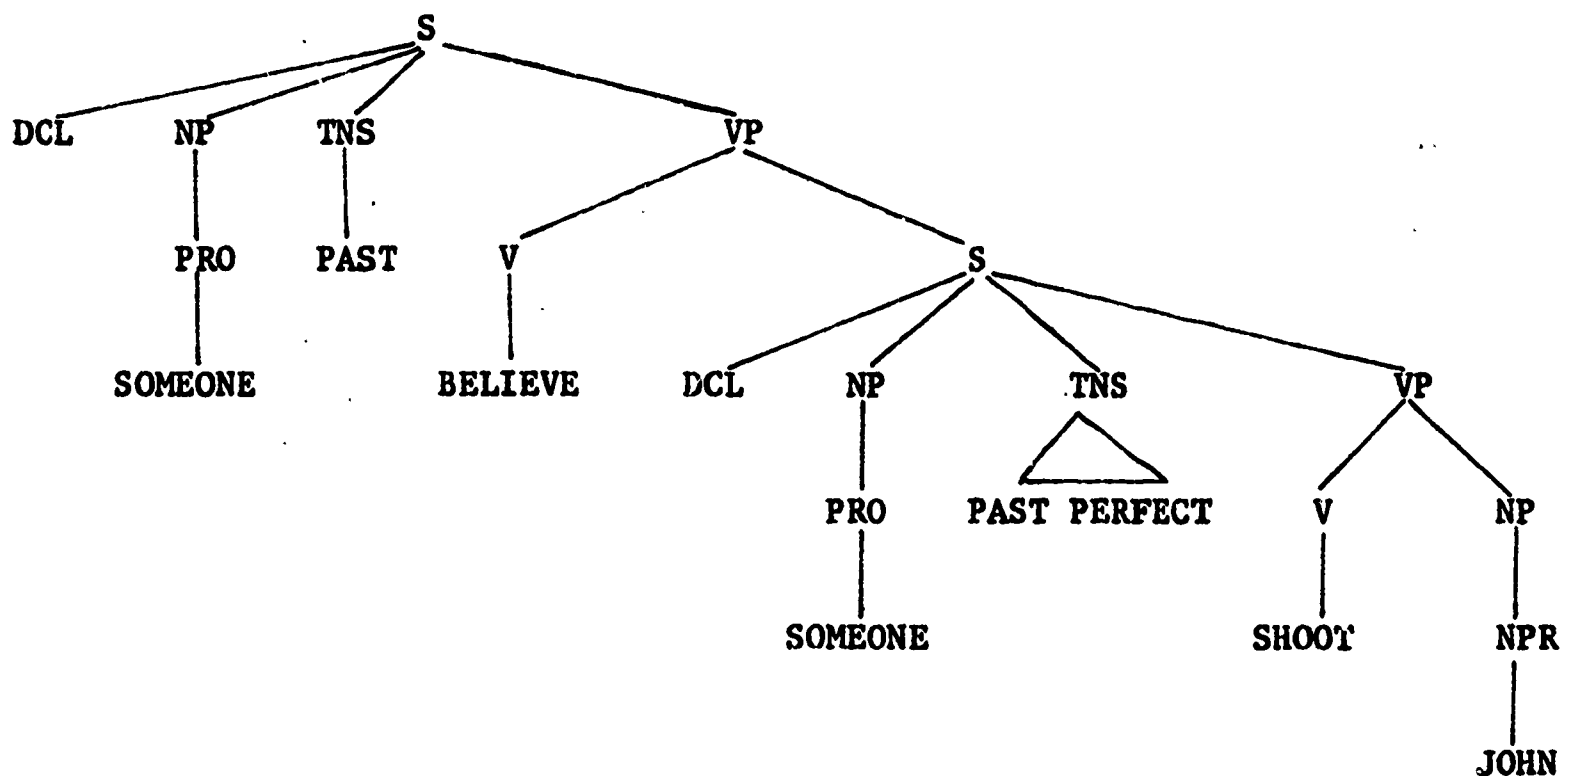 S
DCL NP TNS VP
PRO PAST V S
SOMEONE BELIEVE DCL NP TNS VP
PRO PAST PERFECT V NP
SOMEONE SHOOT NPR
JOHN